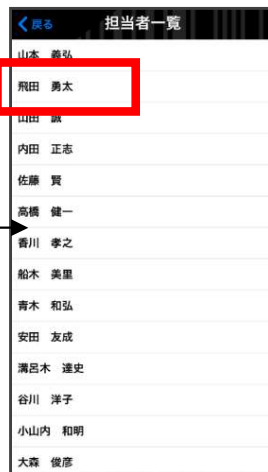 戻る 担当者一覧
山本 義弘
飛田 勇太
山田 誠
内田 正志
佐藤 賢
高橋 健一
香川 孝之
船木 美里
青木 和弘
安田 友成
溝呂木 達史
谷川 洋子
小山内 和明
大森 俊彦